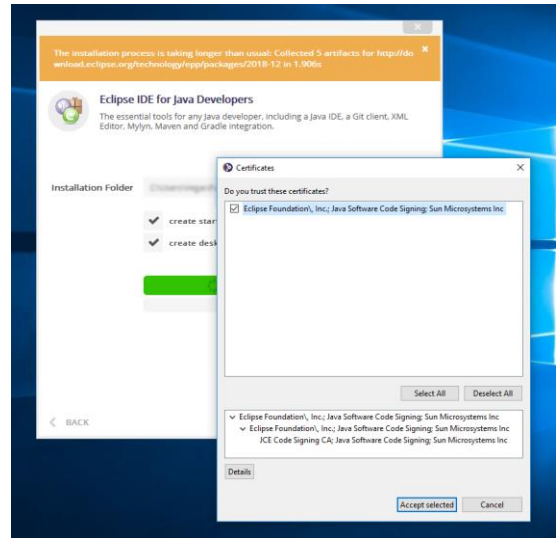 The installation process is taking longer than usual: Collected 5 artifacts for http://do
wnload.eclipse.org/technology/epp/packages/2018-12 in 1.906s
Eclipse IDE for Java Developers
The essential tools for any Java developer, including a Java IDE, a Git client, XML
Editor, Mylyn, Maven and Gradle integration.
Installation Folder
create star
create desk
BACK
Certificates
Do you trust these certificates?
Eclipse Foundation\, Inc.; Java Software Code Signing; Sun Microsystems Inc
Select All
Deselect All
Eclipse Foundation\, Inc.; Java Software Code Signing; Sun Microsystems Inc
Eclipse Foundation\, Inc.; Java Software Code Signing; Sun Microsystems Inc
JCE Code Signing CA; Java Software Code Signing; Sun Microsystems Inc
Details
Accept selected
Cancel